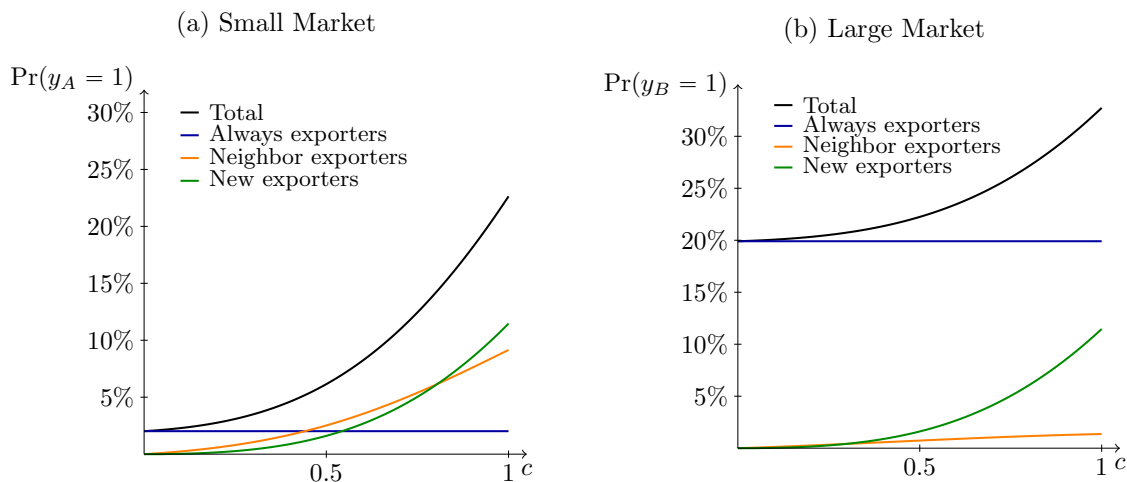 (a) Small Market
Pr(y_A = 1)
30%
25%
20%
15%
10%
5%
Total
Always exporters
Neighbor exporters
New exporters
0.5
1
c
(b) Large Market
Pr(y_B = 1)
30%
25%
20%
15%
10%
5%
Total
Always exporters
Neighbor exporters
New exporters
0.5
1
c